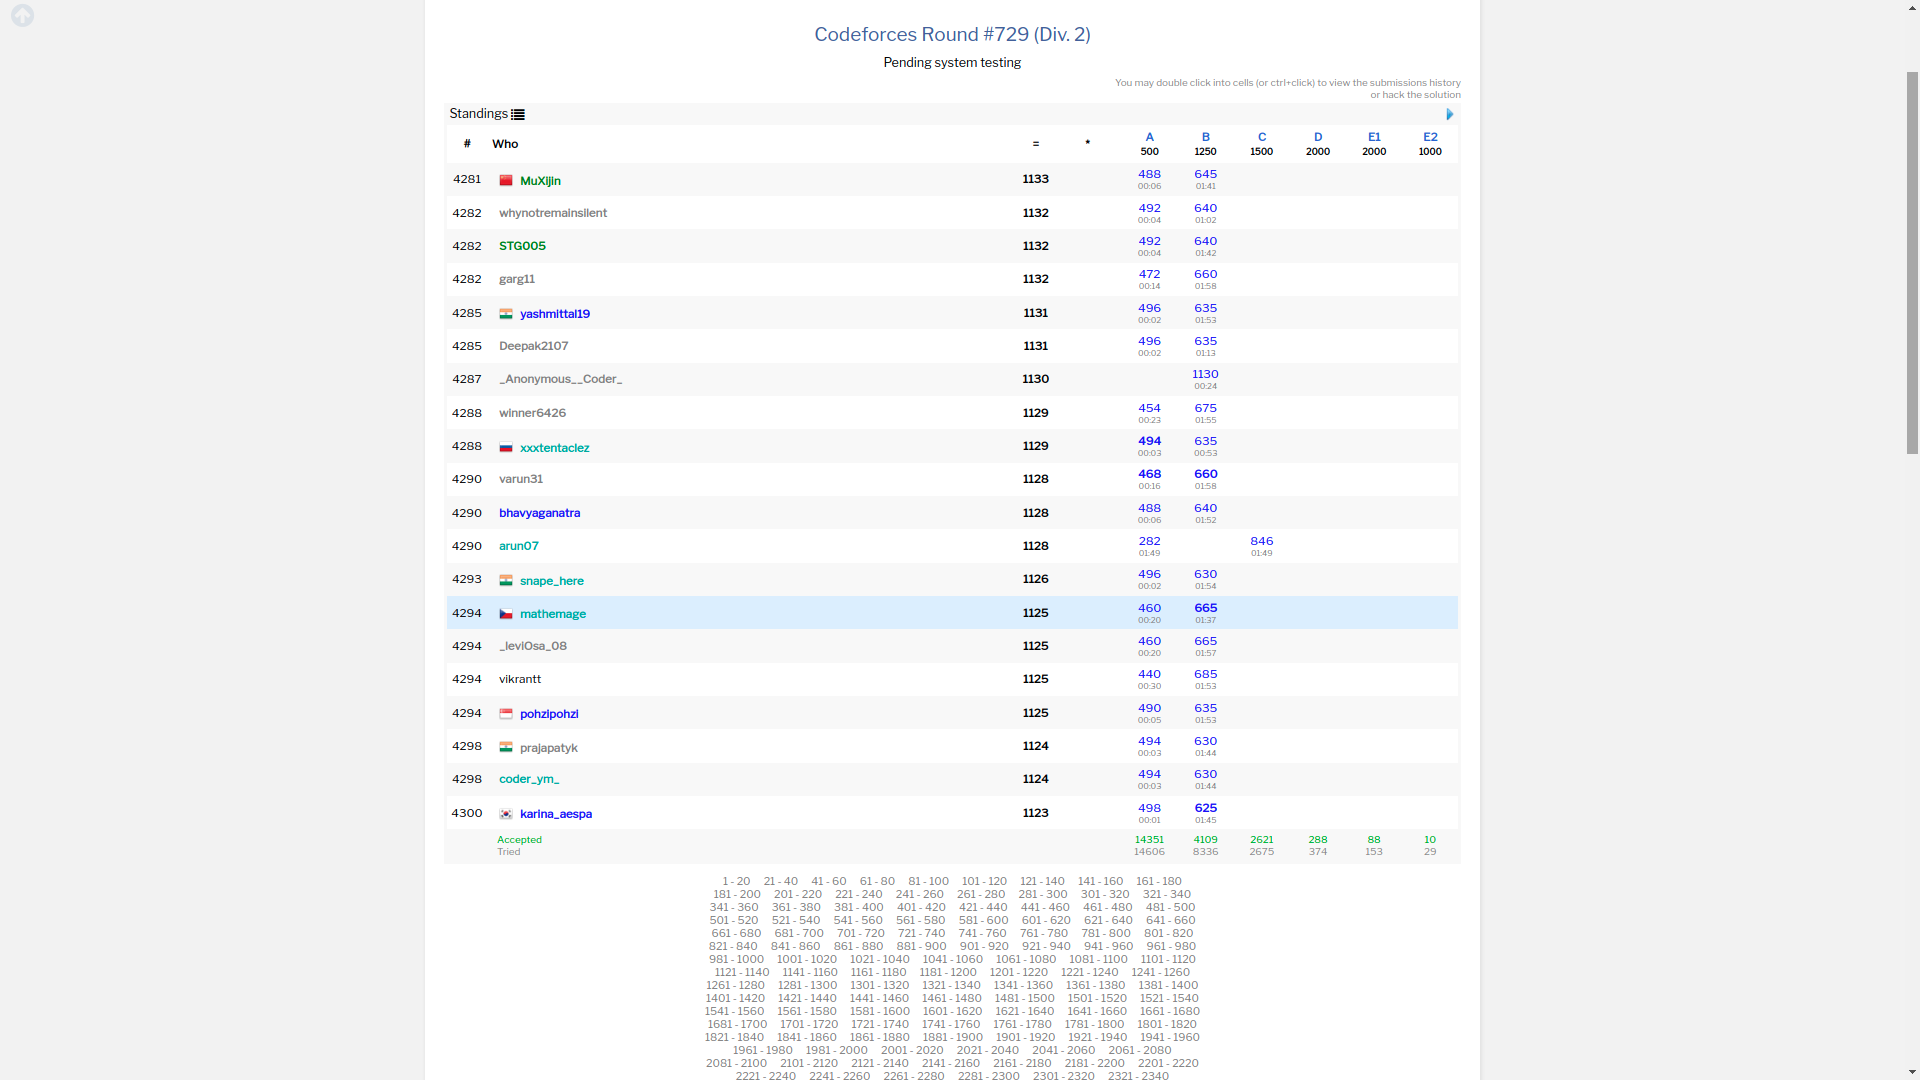 Codeforces Round #729 (Div. 2)
Pending system testing
You may double click into cells (or ctrl+click) to view the submissions history
or hack the solution
Standings
# Who = * A B C D E1 E2
500 1250 1500 2000 2000 1000
4281 MuXijin 1133 488 645
00:06 01:41
4282 whynotremainsilent 1132 492 640
00:04 01:02
4282 STG005 1132 492 640
00:04 01:42
4282 garg11 1132 472 660
00:14 01:58
4285 yashmittal19 1131 496 635
00:02 01:53
4285 Deepak2107 1131 496 635
00:02 01:13
4287 _Anonymous__Coder_ 1130 1130
00:24
4288 winner6426 1129 454 675
00:23 01:55
4288 xxxtentaclez 1129 494 635
00:03 00:53
4290 varun31 1128 468 660
00:16 01:58
4290 bhavyaganatra 1128 488 640
00:06 01:52
4290 arun07 1128 282 846
01:49 01:49
4293 snape_here 1126 496 630
00:02 01:54
4294 mathemage 1125 460 665
00:20 01:37
4294 _leviOsa_08 1125 460 665
00:20 01:57
4294 vikrantt 1125 440 685
00:30 01:53
4294 pohzipohzi 1125 490 635
00:05 01:53
4298 prajapatyk 1124 494 630
00:03 01:44
4298 coder_ym_ 1124 494 630
00:03 01:44
4300 karina_aespa 1123 498 625
00:01 01:45
Accepted 14351 4109 2621 288 88 10
Tried 14606 8336 2675 374 153 29
1 - 20 21 - 40 41 - 60 61 - 80 81 - 100 101 - 120 121 - 140 141 - 160 161 - 180
181 - 200 201 - 220 221 - 240 241 - 260 261 - 280 281 - 300 301 - 320 321 - 340
341 - 360 361 - 380 381 - 400 401 - 420 421 - 440 441 - 460 461 - 480 481 - 500
501 - 520 521 - 540 541 - 560 561 - 580 581 - 600 601 - 620 621 - 640 641 - 660
661 - 680 681 - 700 701 - 720 721 - 740 741 - 760 761 - 780 781 - 800 801 - 820
821 - 840 841 - 860 861 - 880 881 - 900 901 - 920 921 - 940 941 - 960 961 - 980
981 - 1000 1001 - 1020 1021 - 1040 1041 - 1060 1061 - 1080 1081 - 1100 1101 - 1120
1121 - 1140 1141 - 1160 1161 - 1180 1181 - 1200 1201 - 1220 1221 - 1240 1241 - 1260
1261 - 1280 1281 - 1300 1301 - 1320 1321 - 1340 1341 - 1360 1361 - 1380 1381 - 1400
1401 - 1420 1421 - 1440 1441 - 1460 1461 - 1480 1481 - 1500 1501 - 1520 1521 - 1540
1541 - 1560 1561 - 1580 1581 - 1600 1601 - 1620 1621 - 1640 1641 - 1660 1661 - 1680
1681 - 1700 1701 - 1720 1721 - 1740 1741 - 1760 1761 - 1780 1781 - 1800 1801 - 1820
1821 - 1840 1841 - 1860 1861 - 1880 1881 - 1900 1901 - 1920 1921 - 1940 1941 - 1960
1961 - 1980 1981 - 2000 2001 - 2020 2021 - 2040 2041 - 2060 2061 - 2080
2081 - 2100 2101 - 2120 2121 - 2140 2141 - 2160 2161 - 2180 2181 - 2200 2201 - 2220
2221 - 2240 2241 - 2260 2261 - 2280 2281 - 2300 2301 - 2320 2321 - 2340